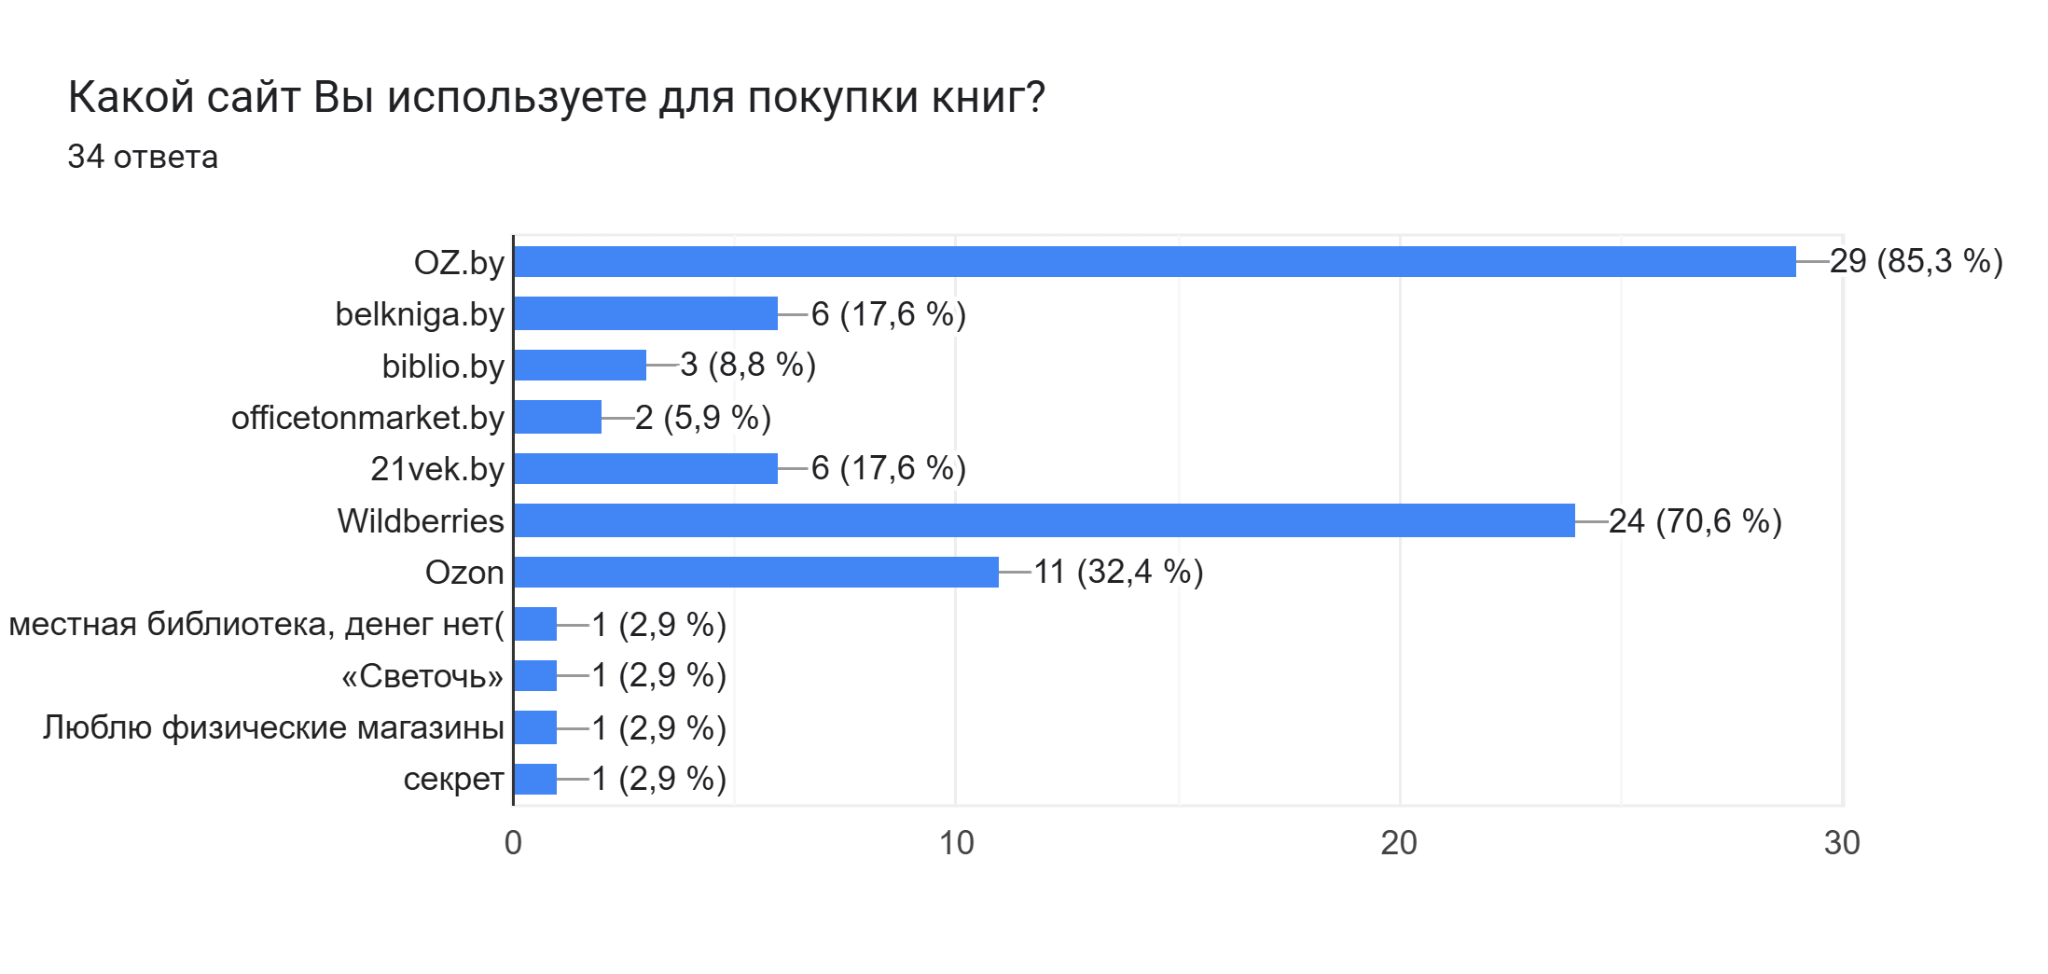 Какой сайт Вы используете для покупки книг?
34 ответа
OZ.by 29 (85,3 %)
belkniga.by 6 (17,6 %)
biblio.by 3 (8,8 %)
officetonmarket.by 2 (5,9 %)
21vek.by 6 (17,6 %)
Wildberries 24 (70,6 %)
Ozon 11 (32,4 %)
местная библиотека, денег нет( 1 (2,9 %)
«Светочь» 1 (2,9 %)
Люблю физические магазины 1 (2,9 %)
секрет 1 (2,9 %)
0 10 20 30